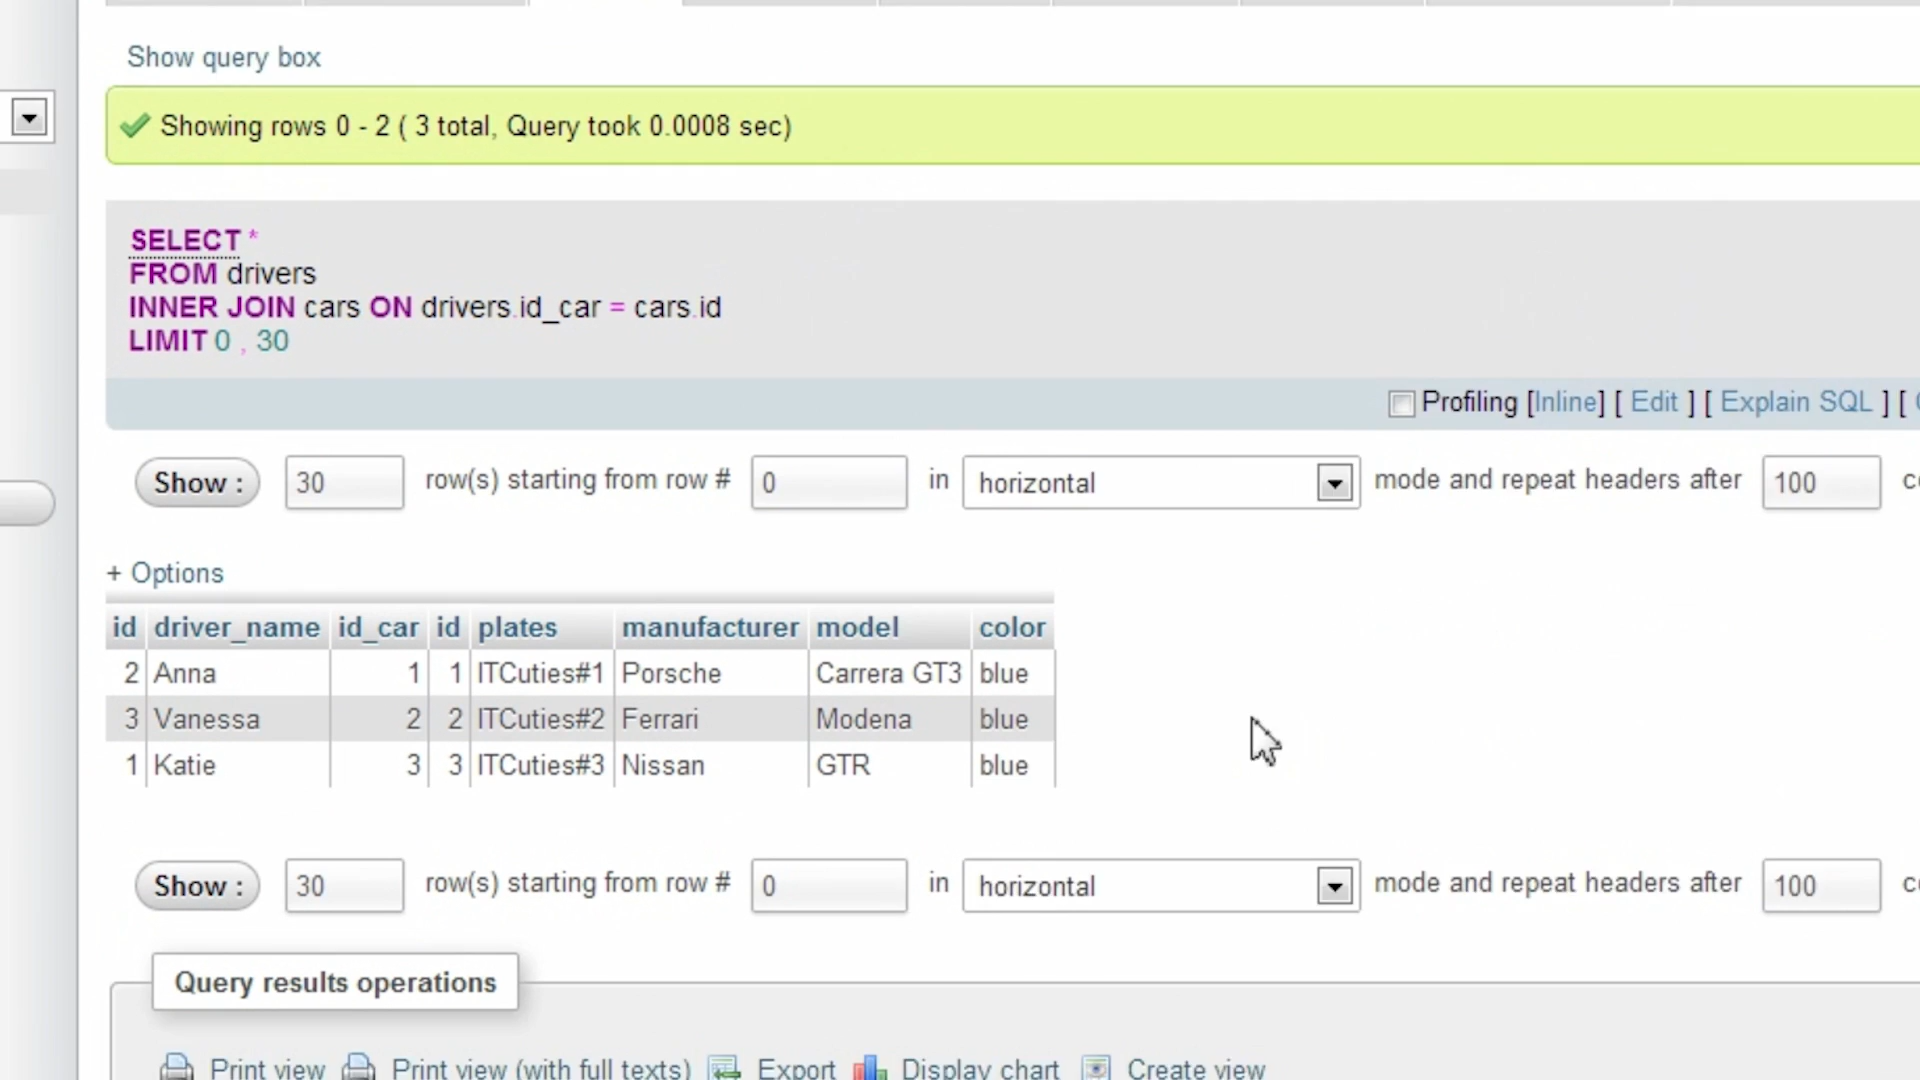 Show query box
Showing rows 0 - 2 ( 3 total, Query took 0.0008 sec)
SELECT *
FROM drivers
INNER JOIN cars ON drivers.id_car = cars.id
LIMIT 0 , 30
Profiling [Inline] [ Edit ] [ Explain SQL ] [
Show : 30 row(s) starting from row # 0 in horizontal mode and repeat headers after 100
+ Options
id driver_name id_car id plates manufacturer model color
2 Anna 1 1 ITCuties#1 Porsche Carrera GT3 blue
3 Vanessa 2 2 ITCuties#2 Ferrari Modena blue
1 Katie 3 3 ITCuties#3 Nissan GTR blue
Show : 30 row(s) starting from row # 0 in horizontal mode and repeat headers after 100
Query results operations
Print view Print view (with full texts) Export Display chart Create view